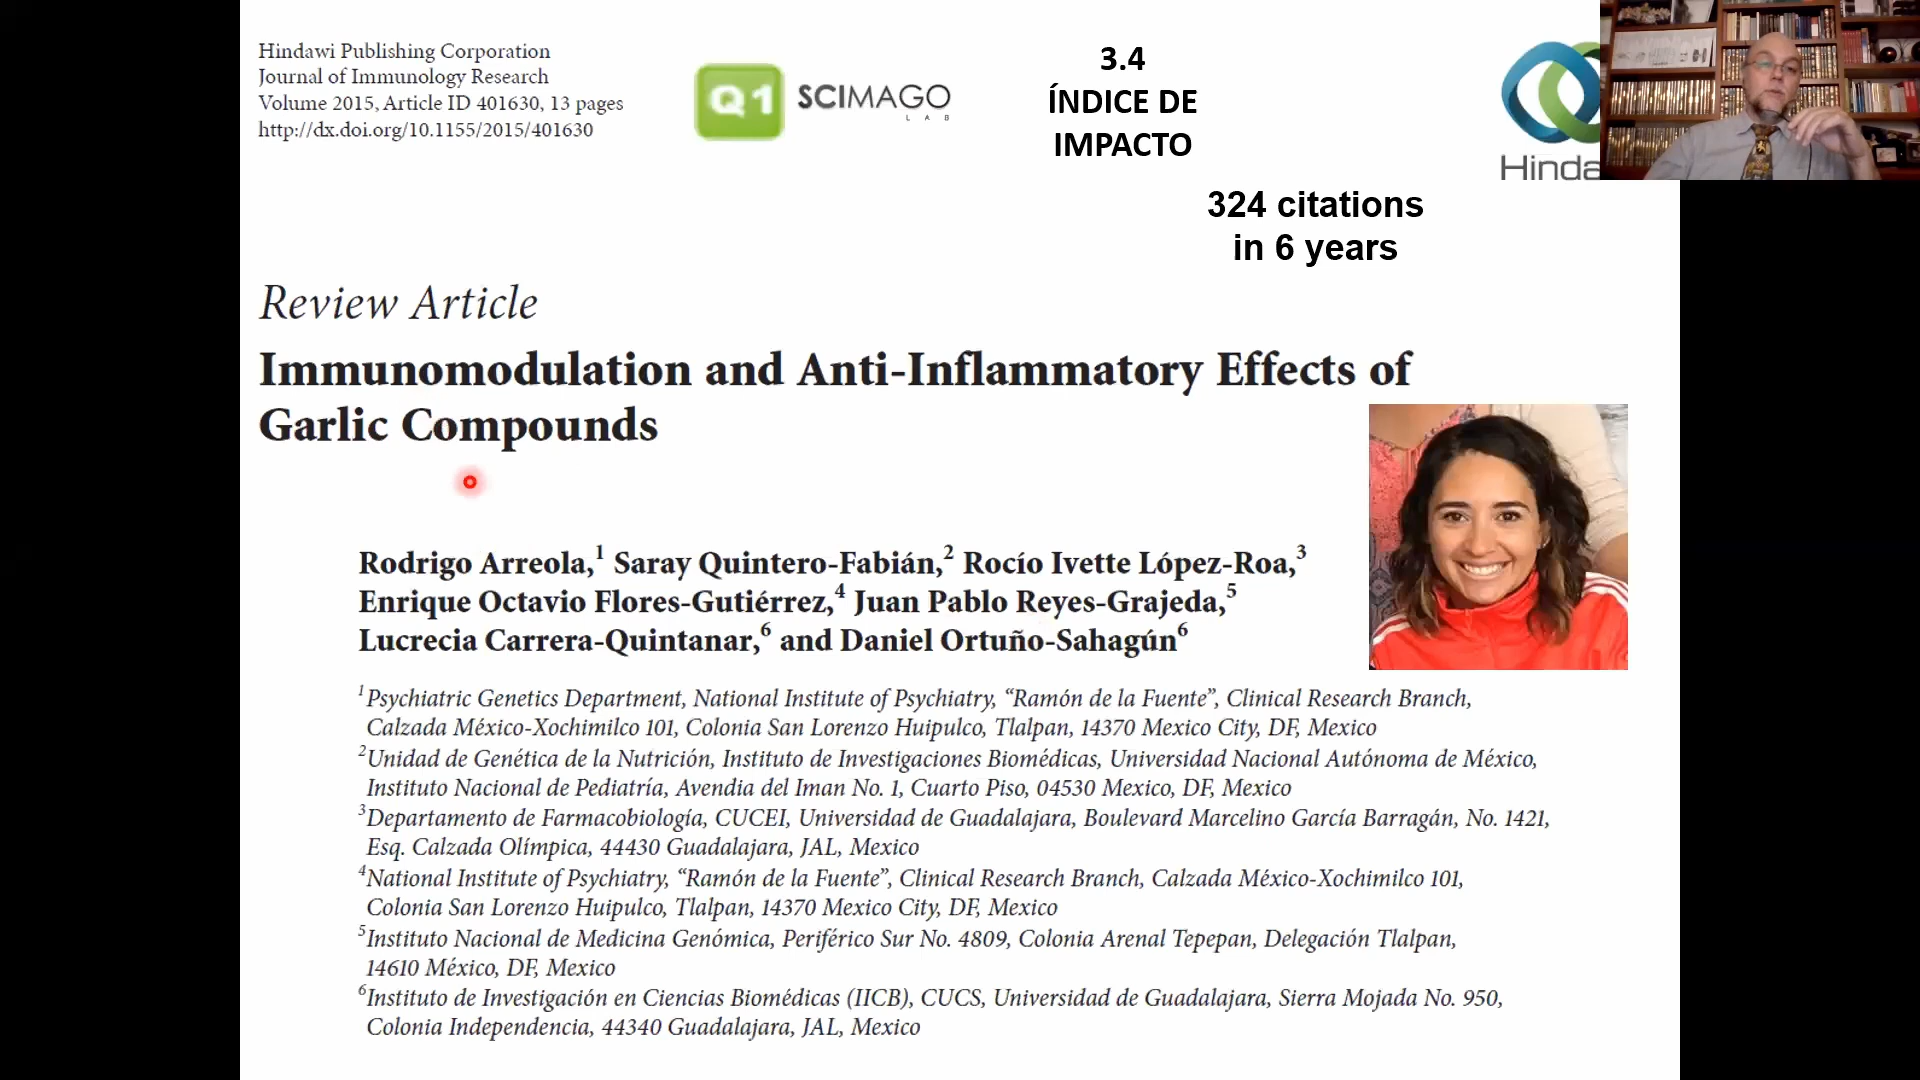 Hindawi Publishing Corporation
Journal of Immunology Research
Volume 2015, Article ID 401630, 13 pages
http://dx.doi.org/10.1155/2015/401630
Q1 SCIMAGO
LAB
3.4
ÍNDICE DE
IMPACTO
Hinda
324 citations
in 6 years
Review Article
Immunomodulation and Anti-Inflammatory Effects of
Garlic Compounds
Rodrigo Arreola,1 Saray Quintero-Fabián,2 Rocío Ivette López-Roa,3
Enrique Octavio Flores-Gutiérrez,4 Juan Pablo Reyes-Grajeda,5
Lucrecia Carrera-Quintanar,6 and Daniel Ortuño-Sahagún6
1Psychiatric Genetics Department, National Institute of Psychiatry, “Ramón de la Fuente”, Clinical Research Branch,
Calzada México-Xochimilco 101, Colonia San Lorenzo Huipulco, Tlalpan, 14370 Mexico City, DF, Mexico
2Unidad de Genética de la Nutrición, Instituto de Investigaciones Biomédicas, Universidad Nacional Autónoma de México,
Instituto Nacional de Pediatría, Avendia del Iman No. 1, Cuarto Piso, 04530 Mexico, DF, Mexico
3Departamento de Farmacobiología, CUCEI, Universidad de Guadalajara, Boulevard Marcelino García Barragán, No. 1421,
Esq. Calzada Olímpica, 44430 Guadalajara, JAL, Mexico
4National Institute of Psychiatry, “Ramón de la Fuente”, Clinical Research Branch, Calzada México-Xochimilco 101,
Colonia San Lorenzo Huipulco, Tlalpan, 14370 Mexico City, DF, Mexico
5Instituto Nacional de Medicina Genómica, Periférico Sur No. 4809, Colonia Arenal Tepepan, Delegación Tlalpan,
14610 México, DF, Mexico
6Instituto de Investigación en Ciencias Biomédicas (IICB), CUCS, Universidad de Guadalajara, Sierra Mojada No. 950,
Colonia Independencia, 44340 Guadalajara, JAL, Mexico